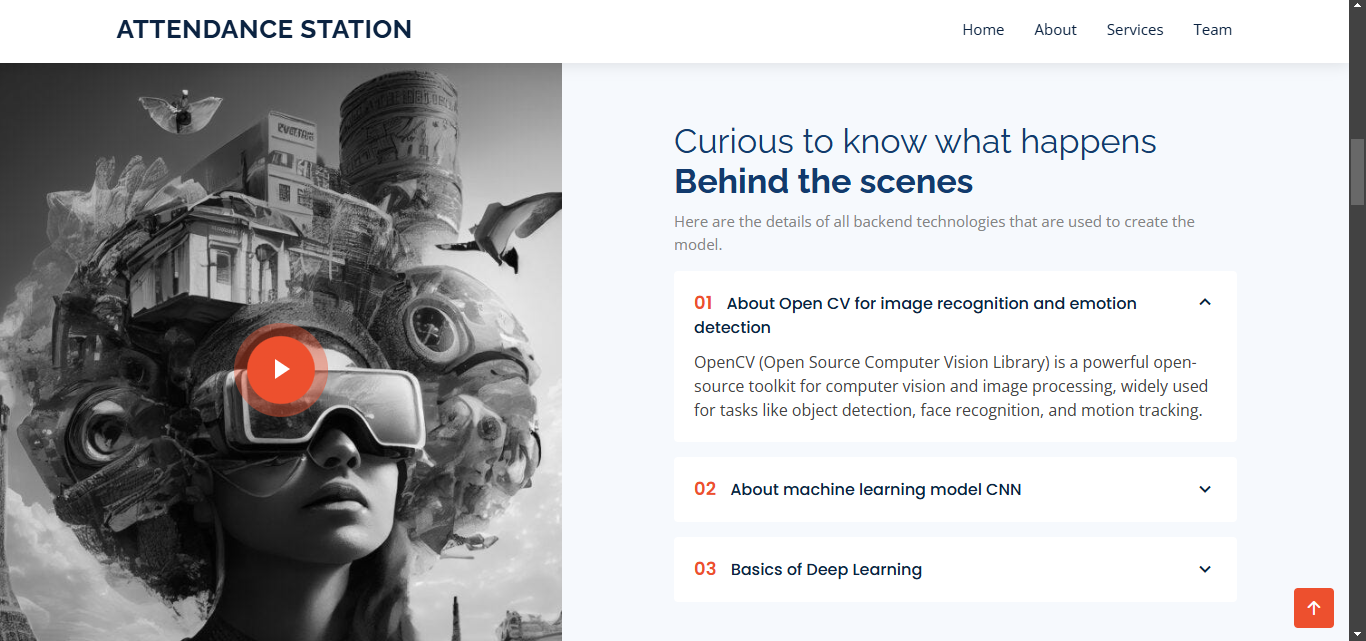 ATTENDANCE STATION
Home About Services Team
Curious to know what happens
Behind the scenes
Here are the details of all backend technologies that are used to create the
model.
01 About Open CV for image recognition and emotion
detection
OpenCV (Open Source Computer Vision Library) is a powerful open-
source toolkit for computer vision and image processing, widely used
for tasks like object detection, face recognition, and motion tracking.
02 About machine learning model CNN
03 Basics of Deep Learning